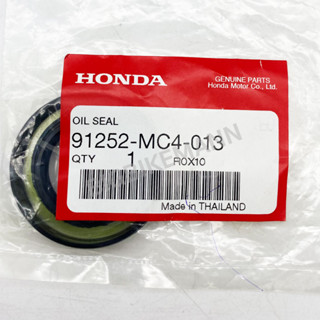 HONDA
GENUINE PARTS
Honda Motor Co., Ltd.
OIL SEAL
91252-MC4-013
QTY 1 R0X10
Made in THAILAND